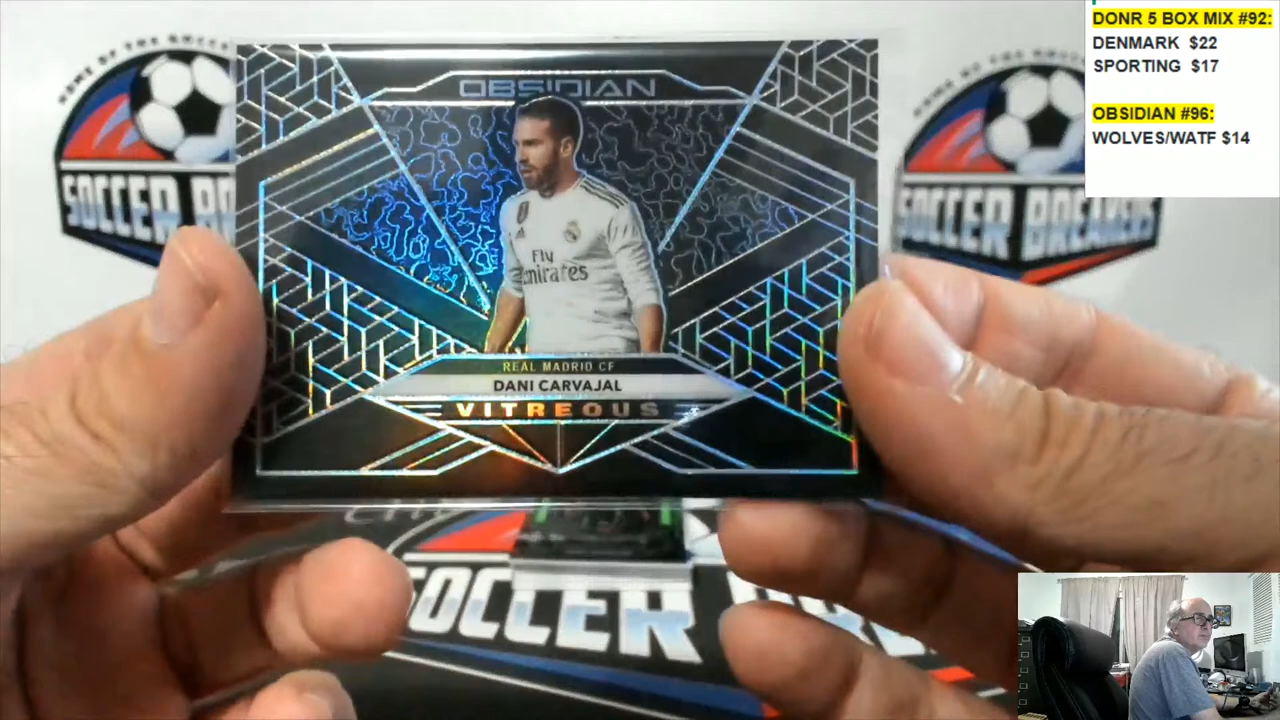 DONR 5 BOX MIX #92:
DENMARK $22
SPORTING $17
OBSIDIAN #96:
WOLVES/WATF $14
OBSIDIAN
Fly
Emirates
REAL MADRID CF
DANI CARVAJAL
VITREOUS
SOCCER
SOCCER BREAKERS
SOCCER